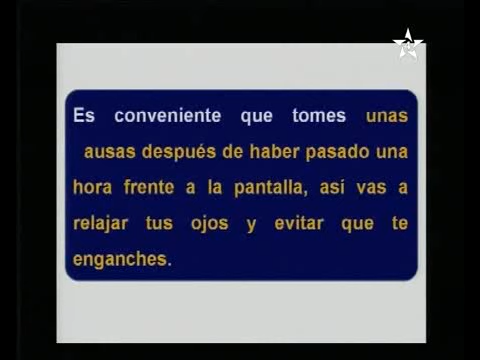 Es conveniente que tomes unas
ausas después de haber pasado una
hora frente a la pantalla, así vas a
relajar tus ojos y evitar que te
enganches.